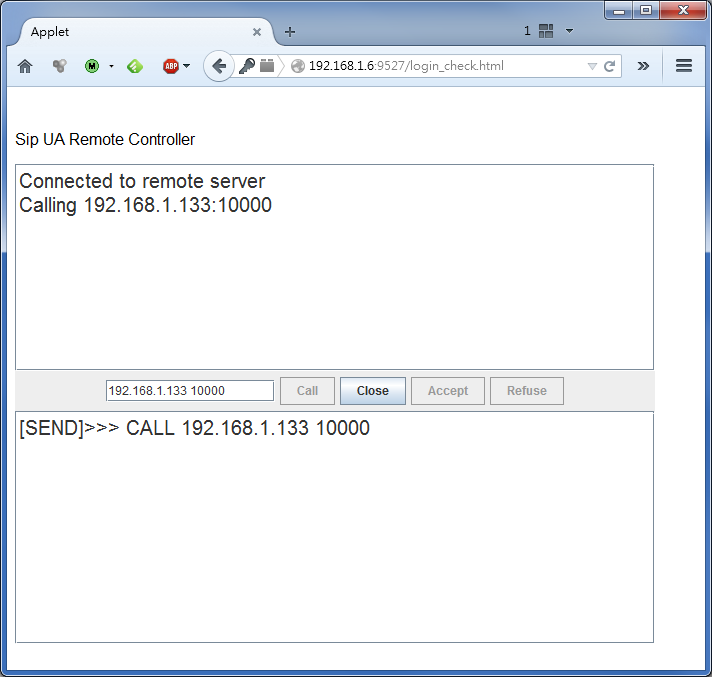 Applet
1
M
ABP
192.168.1.6:9527/login_check.html
Sip UA Remote Controller
Connected to remote server
Calling 192.168.1.133:10000
192.168.1.133 10000
Call
Close
Accept
Refuse
[SEND]>>> CALL 192.168.1.133 10000